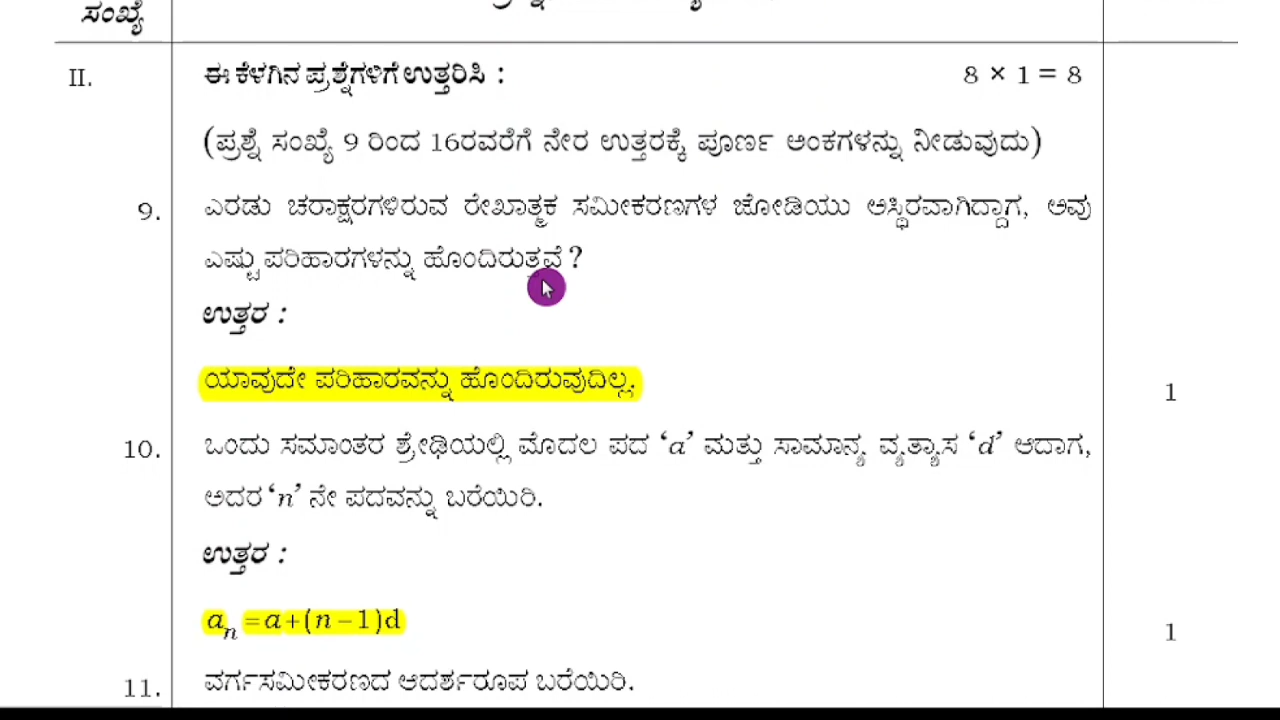 ಸಂಖ್ಯೆ
II. ಈ ಕೆಳಗಿನ ಪ್ರಶ್ನೆಗಳಿಗೆ ಉತ್ತರಿಸಿ : 8 × 1 = 8
(ಪ್ರಶ್ನೆ ಸಂಖ್ಯೆ 9 ರಿಂದ 16ರವರೆಗೆ ನೇರ ಉತ್ತರಕ್ಕೆ ಪೂರ್ಣ ಅಂಕಗಳನ್ನು ನೀಡುವುದು)
9. ಎರಡು ಚರಾಕ್ಷರಗಳಿರುವ ರೇಖಾತ್ಮಕ ಸಮೀಕರಣಗಳ ಜೋಡಿಯು ಅಸ್ಥಿರವಾಗಿದ್ದಾಗ, ಅವು
ಎಷ್ಟು ಪರಿಹಾರಗಳನ್ನು ಹೊಂದಿರುತ್ತವೆ ?
ಉತ್ತರ :
ಯಾವುದೇ ಪರಿಹಾರವನ್ನು ಹೊಂದಿರುವುದಿಲ್ಲ. 1
10. ಒಂದು ಸಮಾಂತರ ಶ್ರೇಢಿಯಲ್ಲಿ ಮೊದಲ ಪದ ‘a’ ಮತ್ತು ಸಾಮಾನ್ಯ ವ್ಯತ್ಯಾಸ ‘d’ ಆದಾಗ,
ಅದರ ‘n’ ನೇ ಪದವನ್ನು ಬರೆಯಿರಿ.
ಉತ್ತರ :
aₙ = a + (n – 1)d 1
11. ವರ್ಗಸಮೀಕರಣದ ಆದರ್ಶರೂಪ ಬರೆಯಿರಿ.